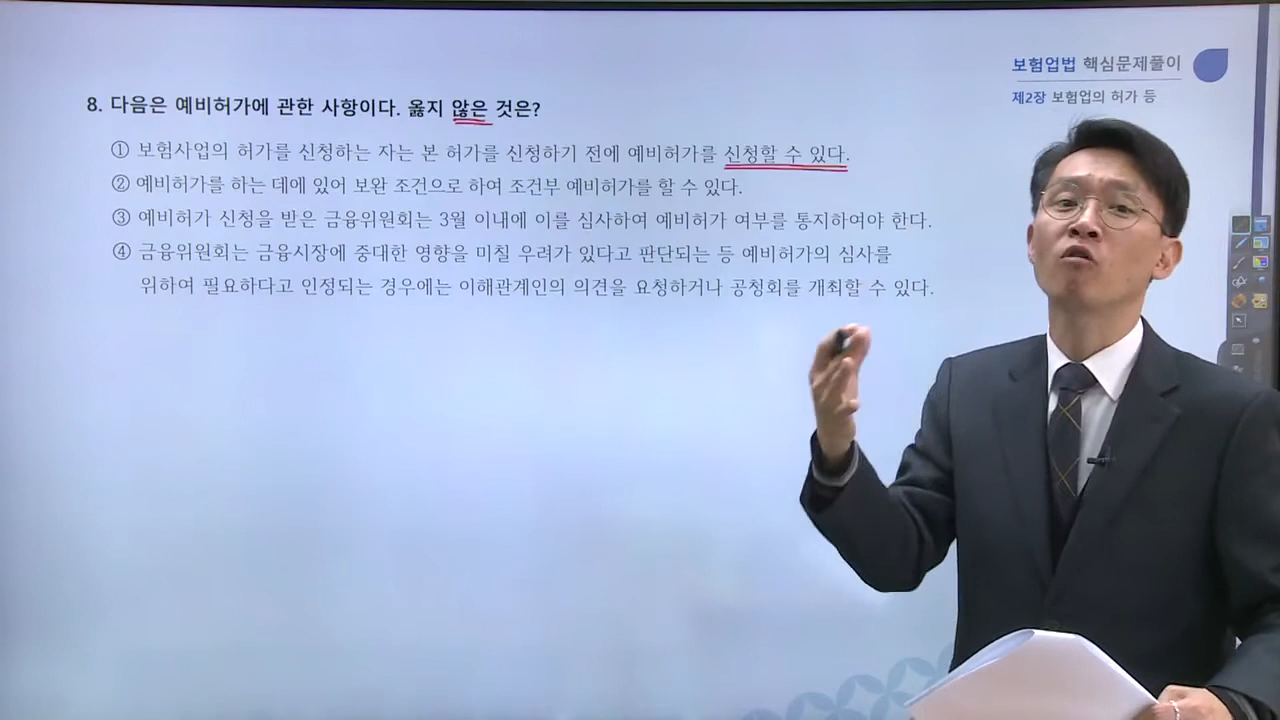 보험업법 핵심문제풀이
제2장 보험업의 허가 등
8. 다음은 예비허가에 관한 사항이다. 옳지 않은 것은?
① 보험사업의 허가를 신청하는 자는 본 허가를 신청하기 전에 예비허가를 신청할 수 있다.
② 예비허가를 하는 데에 있어 보완 조건으로 하여 조건부 예비허가를 할 수 있다.
③ 예비허가 신청을 받은 금융위원회는 3월 이내에 이를 심사하여 예비허가 여부를 통지하여야 한다.
④ 금융위원회는 금융시장에 중대한 영향을 미칠 우려가 있다고 판단되는 등 예비허가의 심사를
위하여 필요하다고 인정되는 경우에는 이해관계인의 의견을 요청하거나 공청회를 개최할 수 있다.